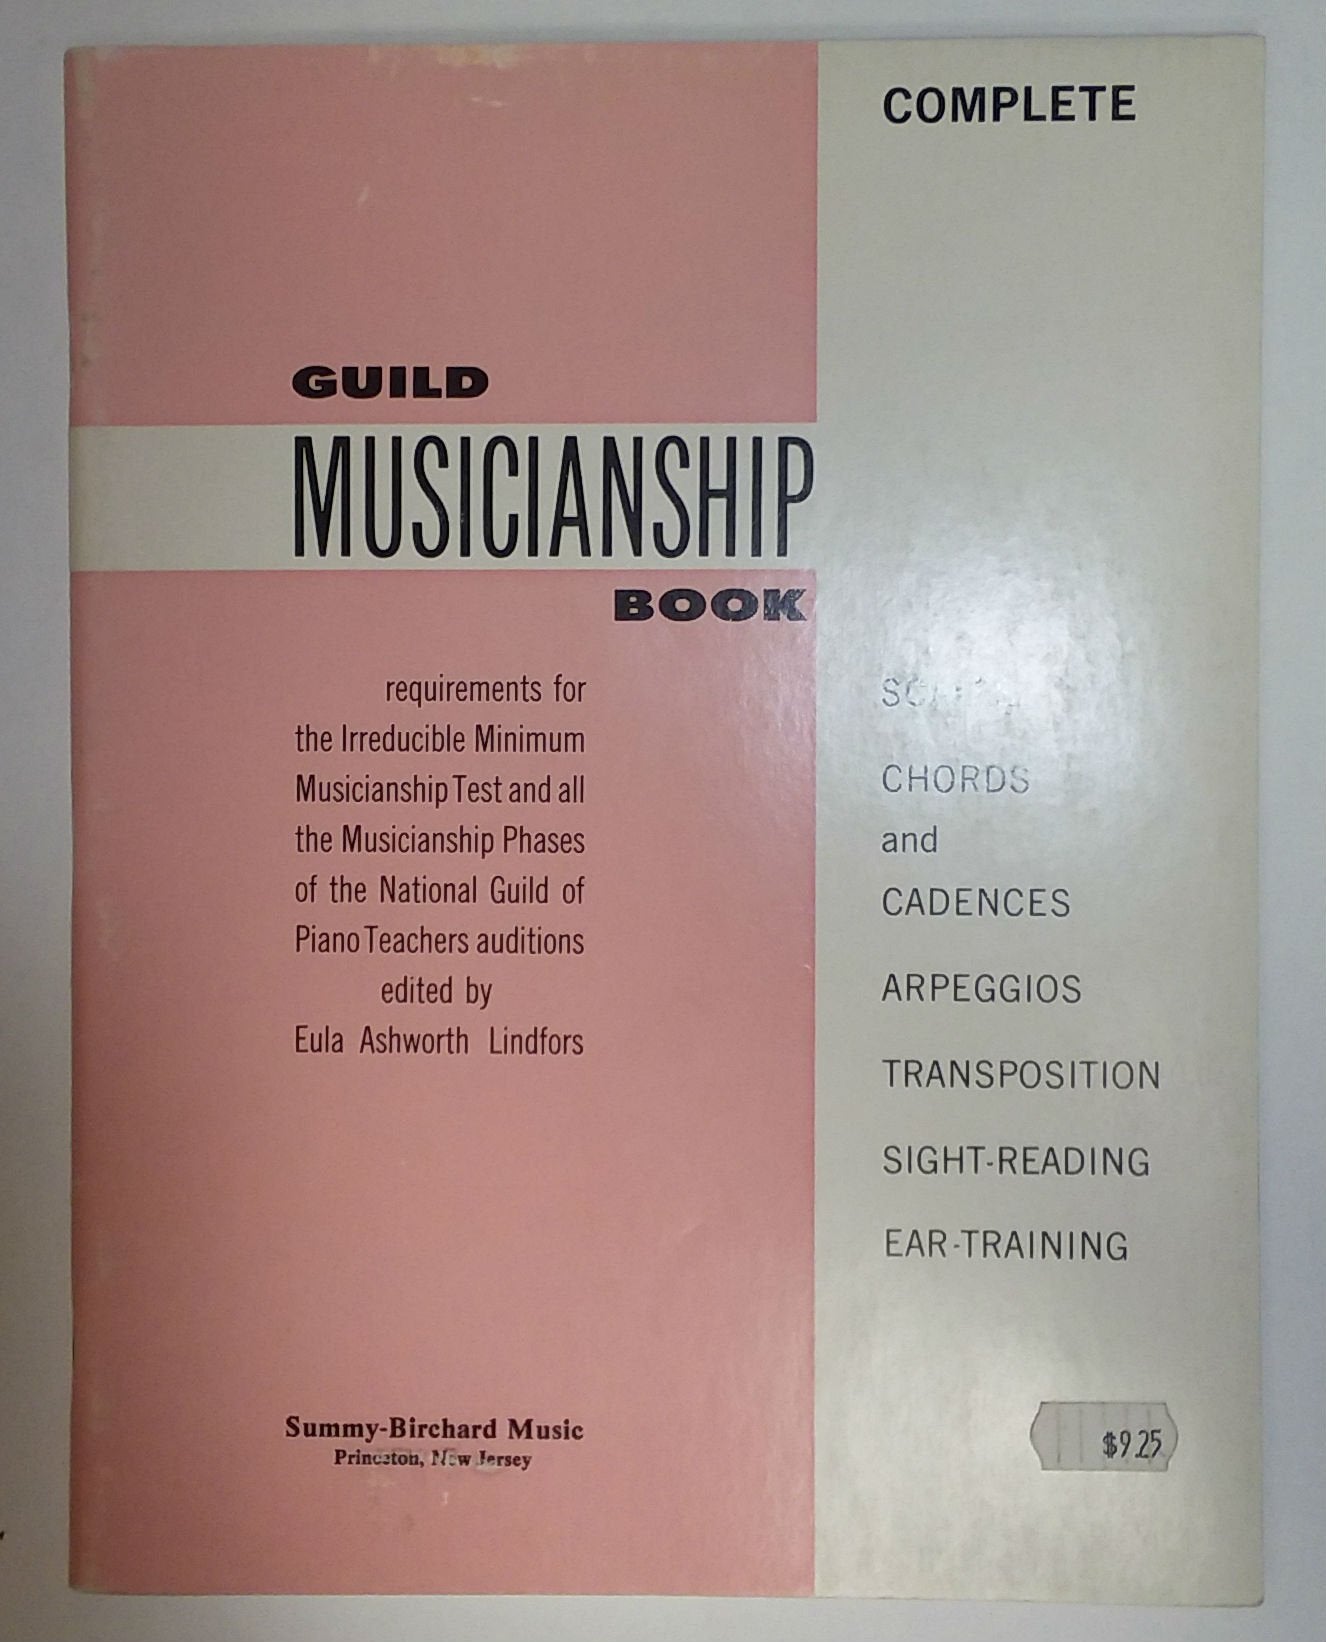 COMPLETE
GUILD
MUSICIANSHIP
BOOK
requirements for
the Irreducible Minimum
Musicianship Test and all
the Musicianship Phases
of the National Guild of
Piano Teachers auditions
edited by
Eula Ashworth Lindfors
CHORDS
and
CADENCES
ARPEGGIOS
TRANSPOSITION
SIGHT-READING
EAR-TRAINING
Summy-Birchard Music
Princeton, New Jersey
$9.25